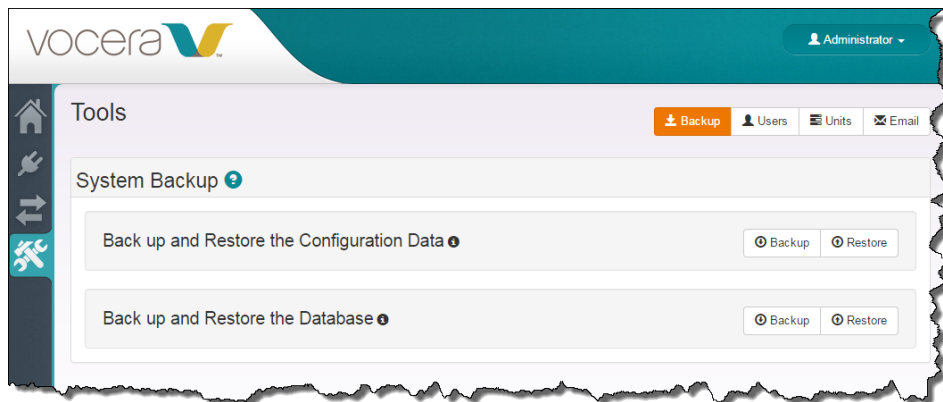 vocera
Administrator
Tools
Backup Users Units Email
System Backup
Back up and Restore the Configuration Data
Backup Restore
Back up and Restore the Database
Backup Restore